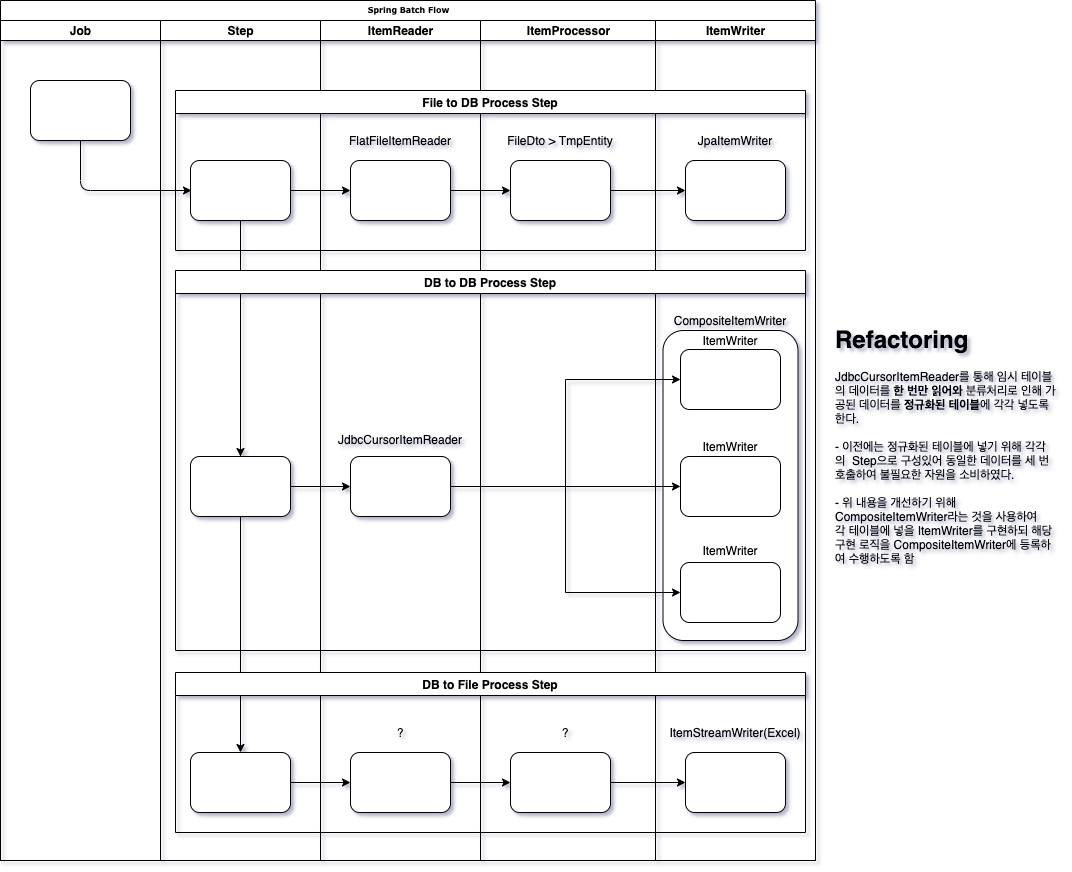 Spring Batch Flow
Job
Step
ItemReader
ItemProcessor
ItemWriter
File to DB Process Step
FlatFileItemReader
FileDto > TmpEntity
JpaItemWriter
DB to DB Process Step
CompositeItemWriter
ItemWriter
JdbcCursorItemReader
ItemWriter
ItemWriter
DB to File Process Step
?
?
ItemStreamWriter(Excel)
Refactoring
JdbcCursorItemReader를 통해 임시 테이블
의 데이터를 한 번만 읽어와 분류처리로 인해 가
공된 데이터를 정규화된 테이블에 각각 넣도록
한다.
- 이전에는 정규화된 테이블에 넣기 위해 각각
의 Step으로 구성있어 동일한 데이터를 세 번
호출하여 불필요한 자원을 소비하였다.
- 위 내용을 개선하기 위해
CompositeItemWriter라는 것을 사용하여
각 테이블에 넣을 ItemWriter를 구현하되 해당
구현 로직을 CompositeItemWriter에 등록하
여 수행하도록 함